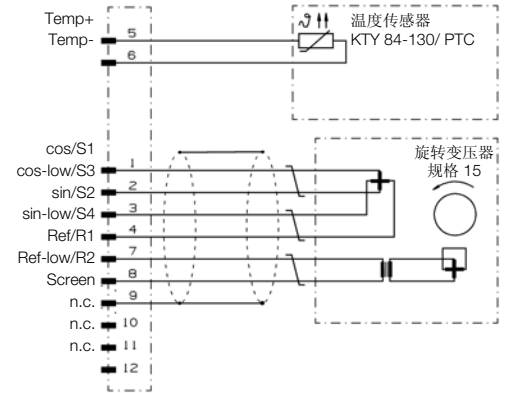 Temp+
Temp-
5
6
温度传感器
KTY 84-130/ PTC
cos/S1
cos-low/S3
sin/S2
sin-low/S4
Ref/R1
Ref-low/R2
Screen
n.c.
n.c.
n.c.
1
2
3
4
7
8
9
10
11
12
旋转变压器
规格 15